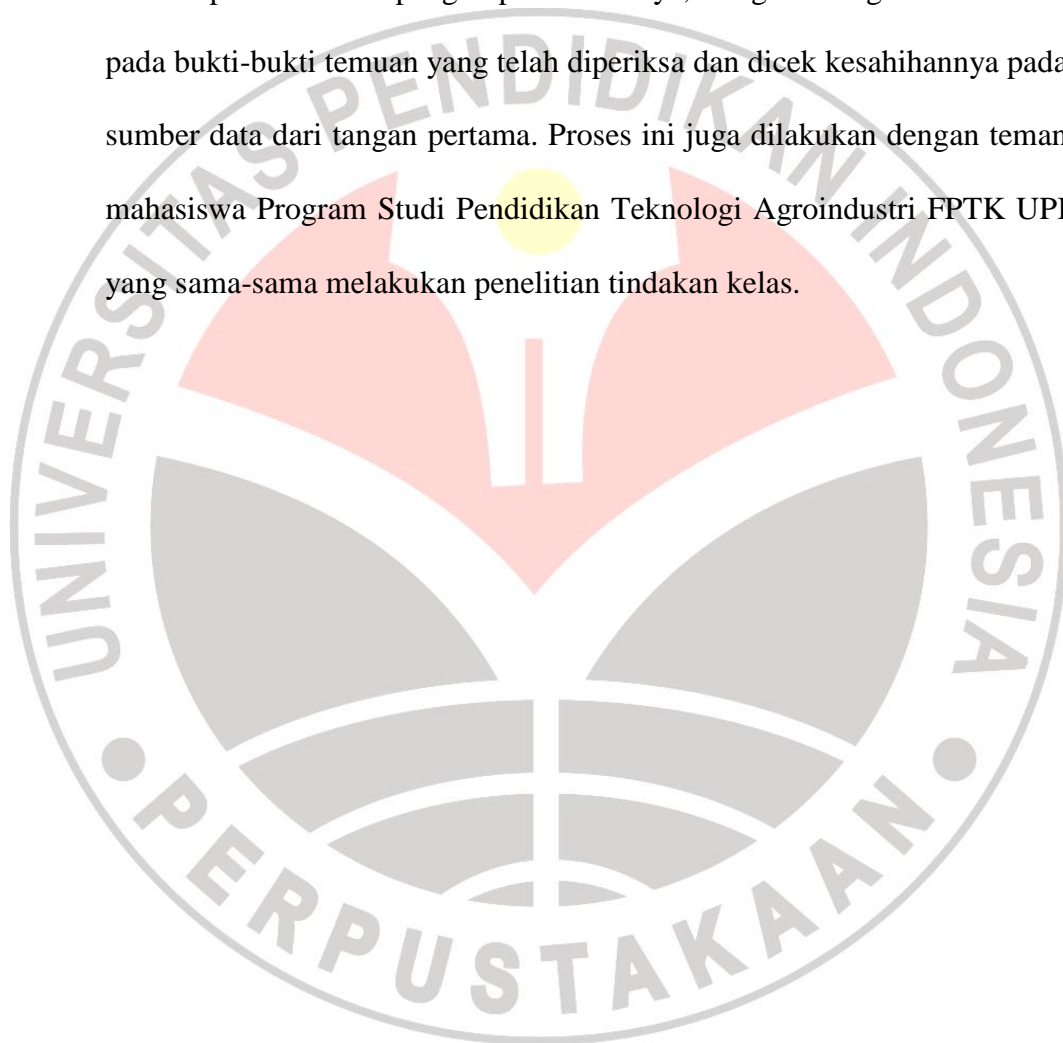 pada bukti-bukti temuan yang telah diperiksa dan dicek kesahihannya pada
sumber data dari tangan pertama. Proses ini juga dilakukan dengan teman
mahasiswa Program Studi Pendidikan Teknologi Agroindustri FPTK UPI
yang sama-sama melakukan penelitian tindakan kelas.
UNIVERSITAS PENDIDIKAN INDONESIA
PERPUSTAKAAN